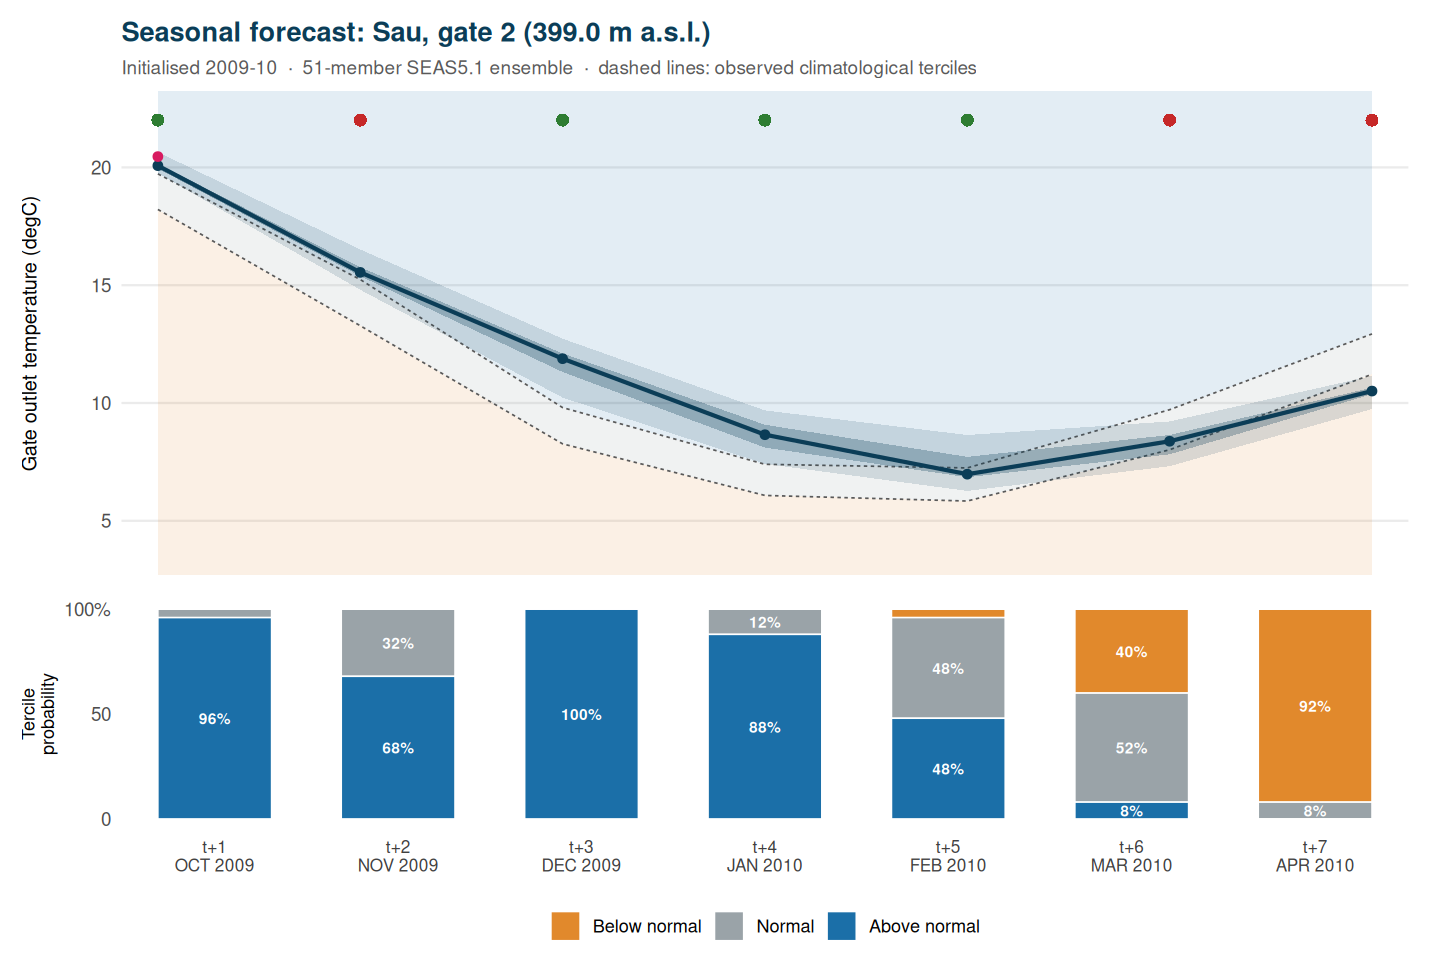 Seasonal forecast: Sau, gate 2 (399.0 m a.s.l.)
Initialised 2009-10 · 51-member SEAS5.1 ensemble · dashed lines: observed climatological terciles
Gate outlet temperature (degC)
20
15
10
5
Tercile
probability
100%
50
0
96%
32%
68%
100%
12%
88%
48%
48%
40%
52%
8%
92%
8%
t+1
OCT 2009
t+2
NOV 2009
t+3
DEC 2009
t+4
JAN 2010
t+5
FEB 2010
t+6
MAR 2010
t+7
APR 2010
Below normal
Normal
Above normal